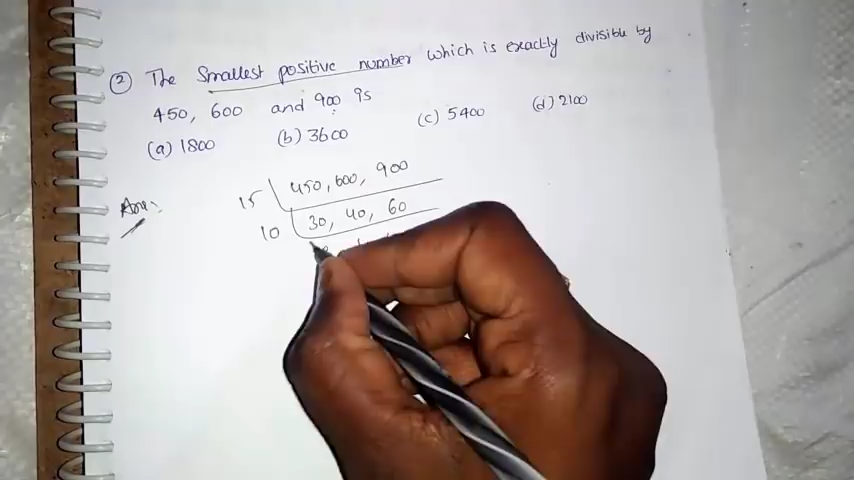 ② The Smallest positive number which is exactly divisible by
450, 600 and 900 is
(a) 1800 (b) 3600 (c) 5400 (d) 2100
Ans:
15 450, 600, 900
10 30, 40, 60